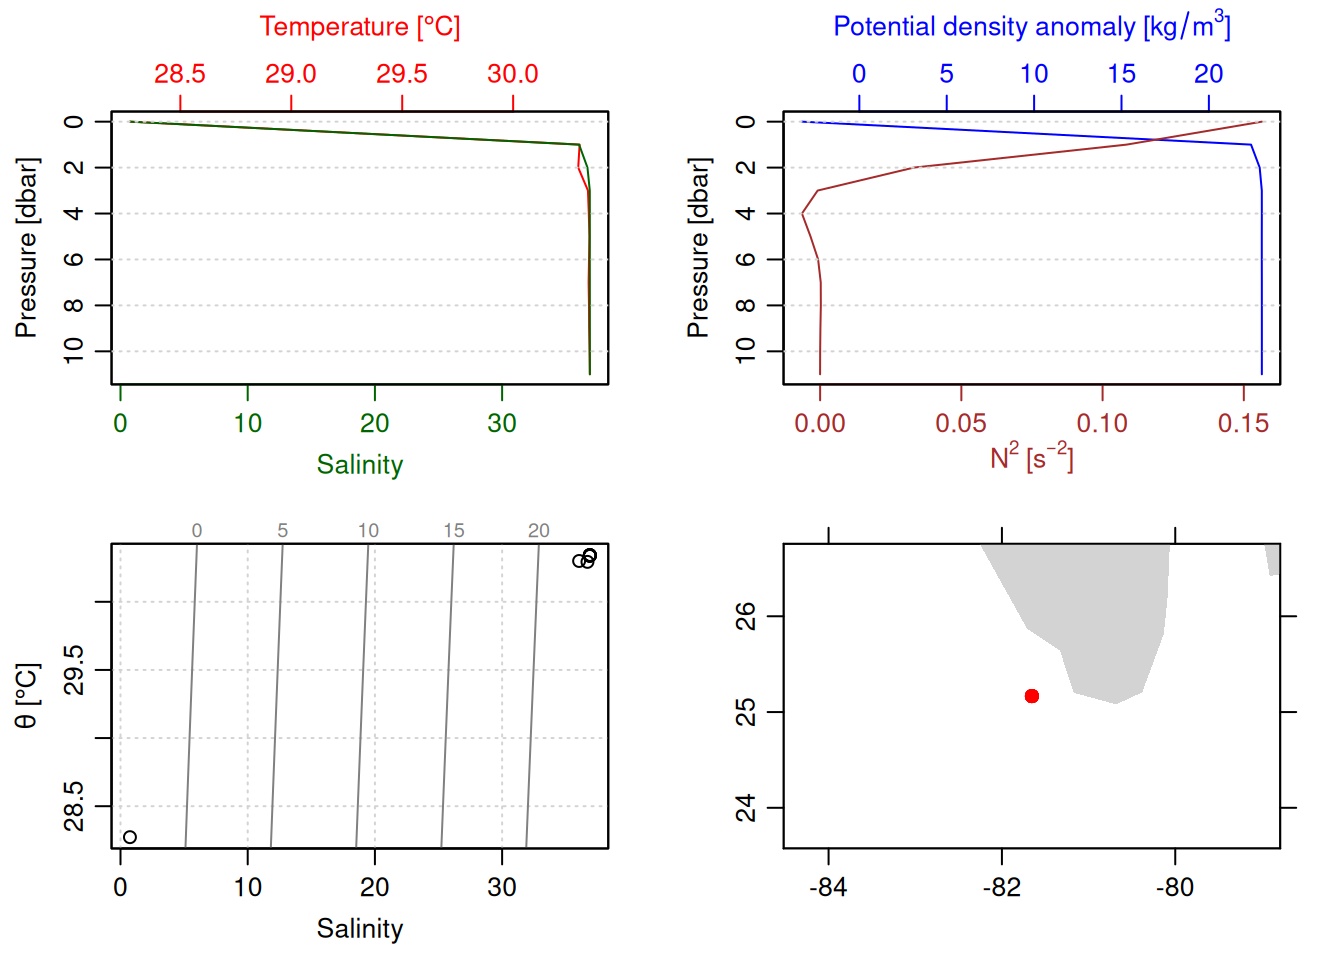 Temperature [°C]
28.5 29.0 29.5 30.0
Pressure [dbar]
0 2 4 6 8 10
0 10 20 30
Salinity
Potential density anomaly [kg/m³]
0 5 10 15 20
Pressure [dbar]
0 2 4 6 8 10
0.00 0.05 0.10 0.15
N² [s⁻²]
0 5 10 15 20
θ [°C]
28.5 29.5
0 10 20 30
Salinity
24 25 26
-84 -82 -80